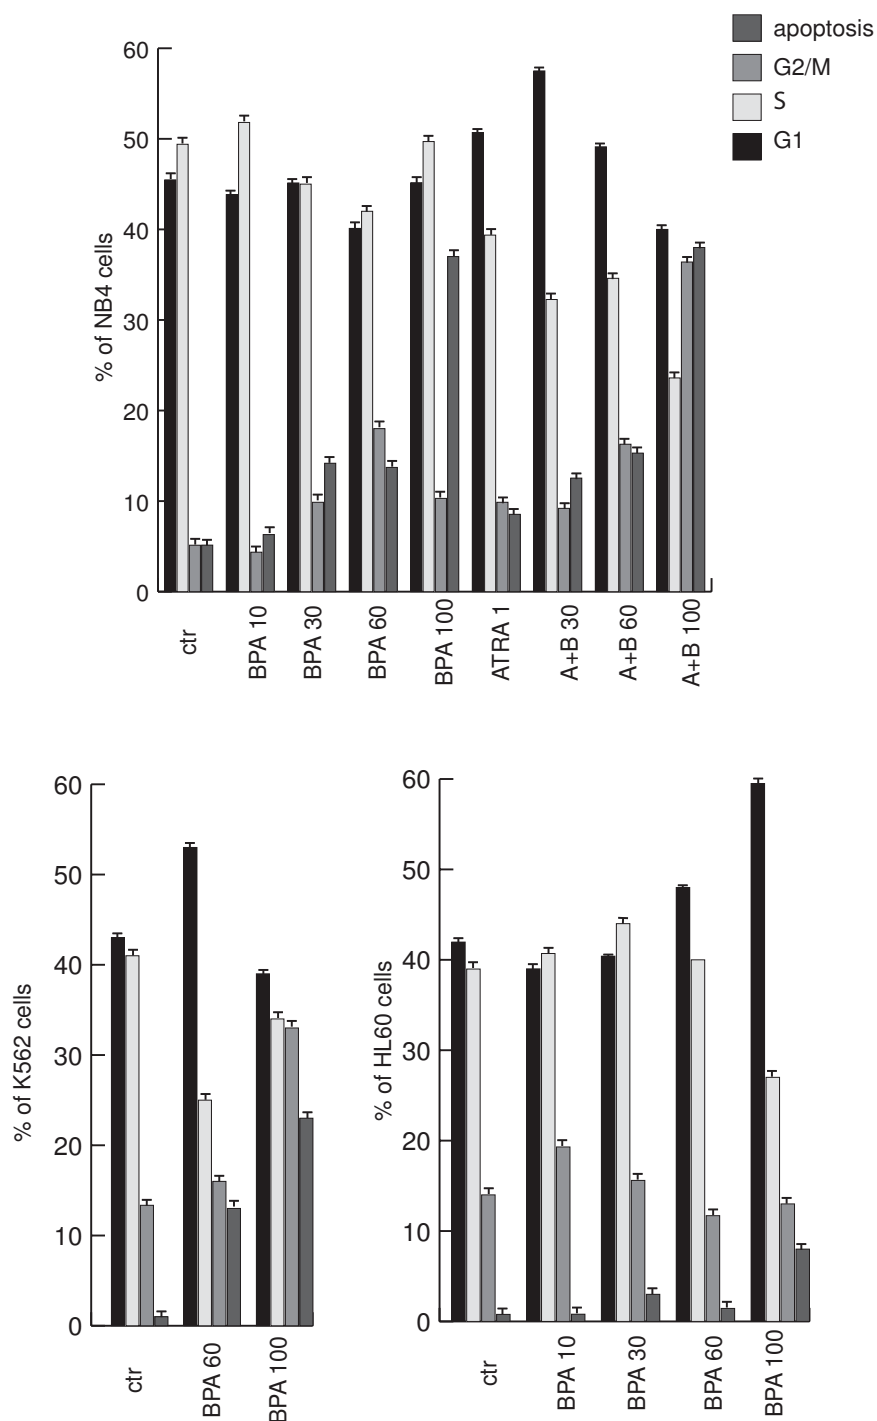 apoptosis
G2/M
S
G1
% of NB4 cells
60
50
40
30
20
10
0
ctr
BPA 10
BPA 30
BPA 60
BPA 100
ATRA 1
A+B 30
A+B 60
A+B 100
% of K562 cells
60
50
40
30
20
10
0
ctr
BPA 60
BPA 100
% of HL60 cells
60
50
40
30
20
10
0
ctr
BPA 10
BPA 30
BPA 60
BPA 100